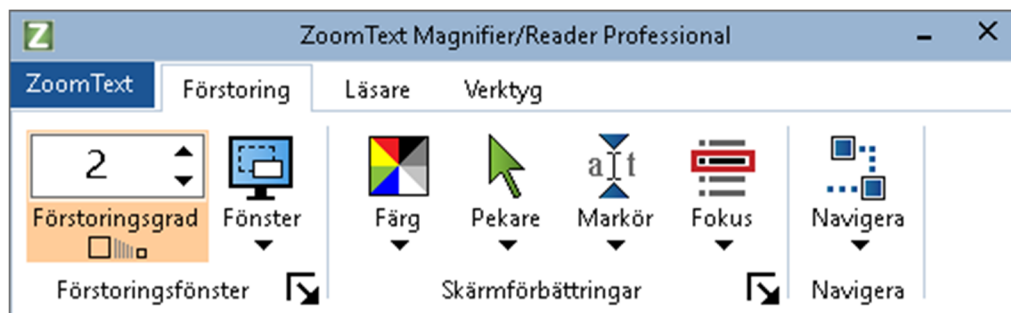 Z ZoomText Magnifier/Reader Professional
ZoomText Förstoring Läsare Verktyg
2 a t
Förstoringsgrad Fönster Färg Pekare Markör Fokus Navigera
Förstoringsfönster Skärmförbättringar Navigera